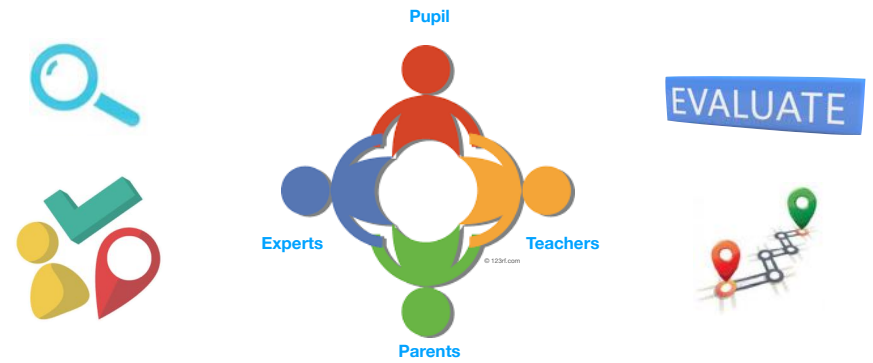 Pupil
EVALUATE
Experts
Teachers
© 123rf.com
Parents